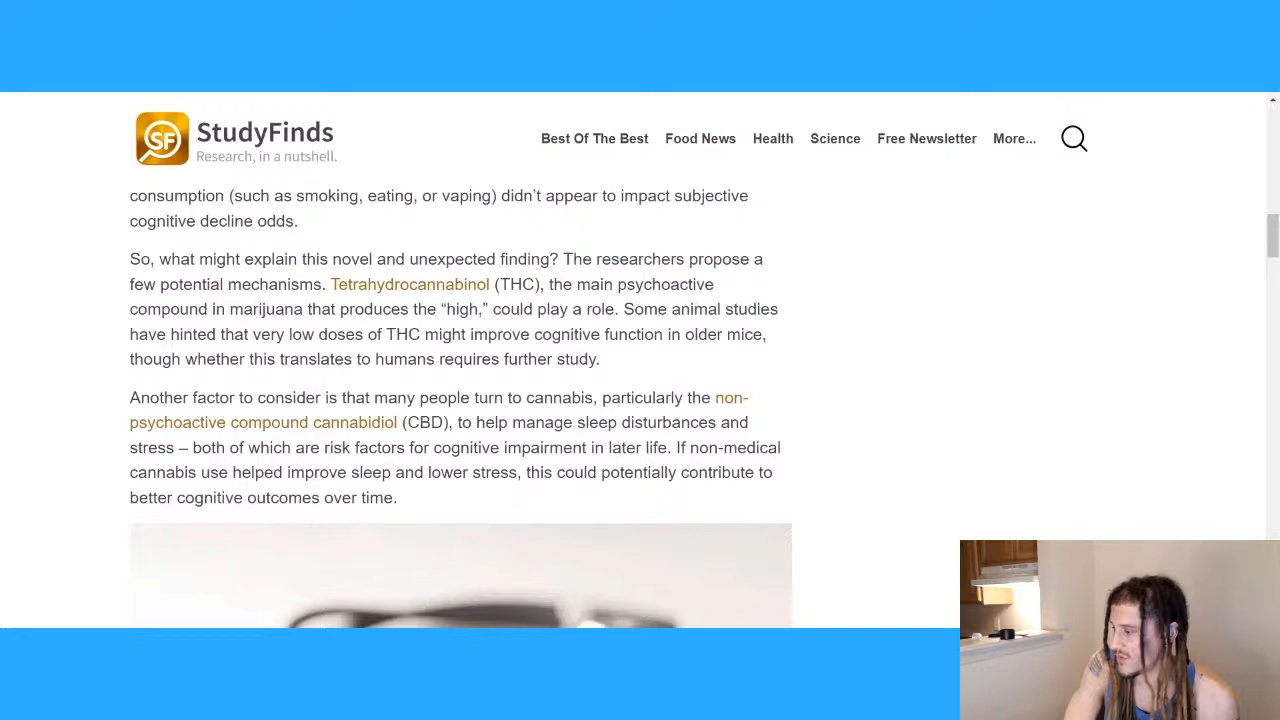 StudyFinds
Research, in a nutshell.
Best Of The Best Food News Health Science Free Newsletter More...
consumption (such as smoking, eating, or vaping) didn’t appear to impact subjective
cognitive decline odds.
So, what might explain this novel and unexpected finding? The researchers propose a
few potential mechanisms. Tetrahydrocannabinol (THC), the main psychoactive
compound in marijuana that produces the “high,” could play a role. Some animal studies
have hinted that very low doses of THC might improve cognitive function in older mice,
though whether this translates to humans requires further study.
Another factor to consider is that many people turn to cannabis, particularly the non-
psychoactive compound cannabidiol (CBD), to help manage sleep disturbances and
stress – both of which are risk factors for cognitive impairment in later life. If non-medical
cannabis use helped improve sleep and lower stress, this could potentially contribute to
better cognitive outcomes over time.